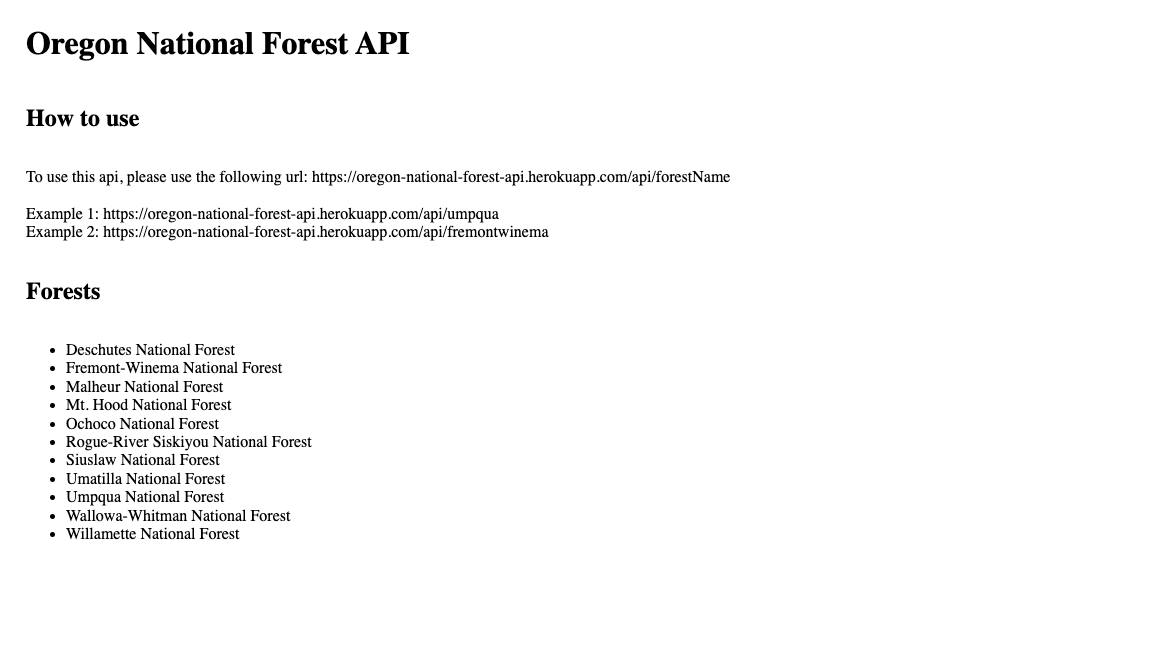 Oregon National Forest API
How to use
To use this api, please use the following url: https://oregon-national-forest-api.herokuapp.com/api/forestName
Example 1: https://oregon-national-forest-api.herokuapp.com/api/umpqua
Example 2: https://oregon-national-forest-api.herokuapp.com/api/fremontwinema
Forests
• Deschutes National Forest
• Fremont-Winema National Forest
• Malheur National Forest
• Mt. Hood National Forest
• Ochoco National Forest
• Rogue-River Siskiyou National Forest
• Siuslaw National Forest
• Umatilla National Forest
• Umpqua National Forest
• Wallowa-Whitman National Forest
• Willamette National Forest